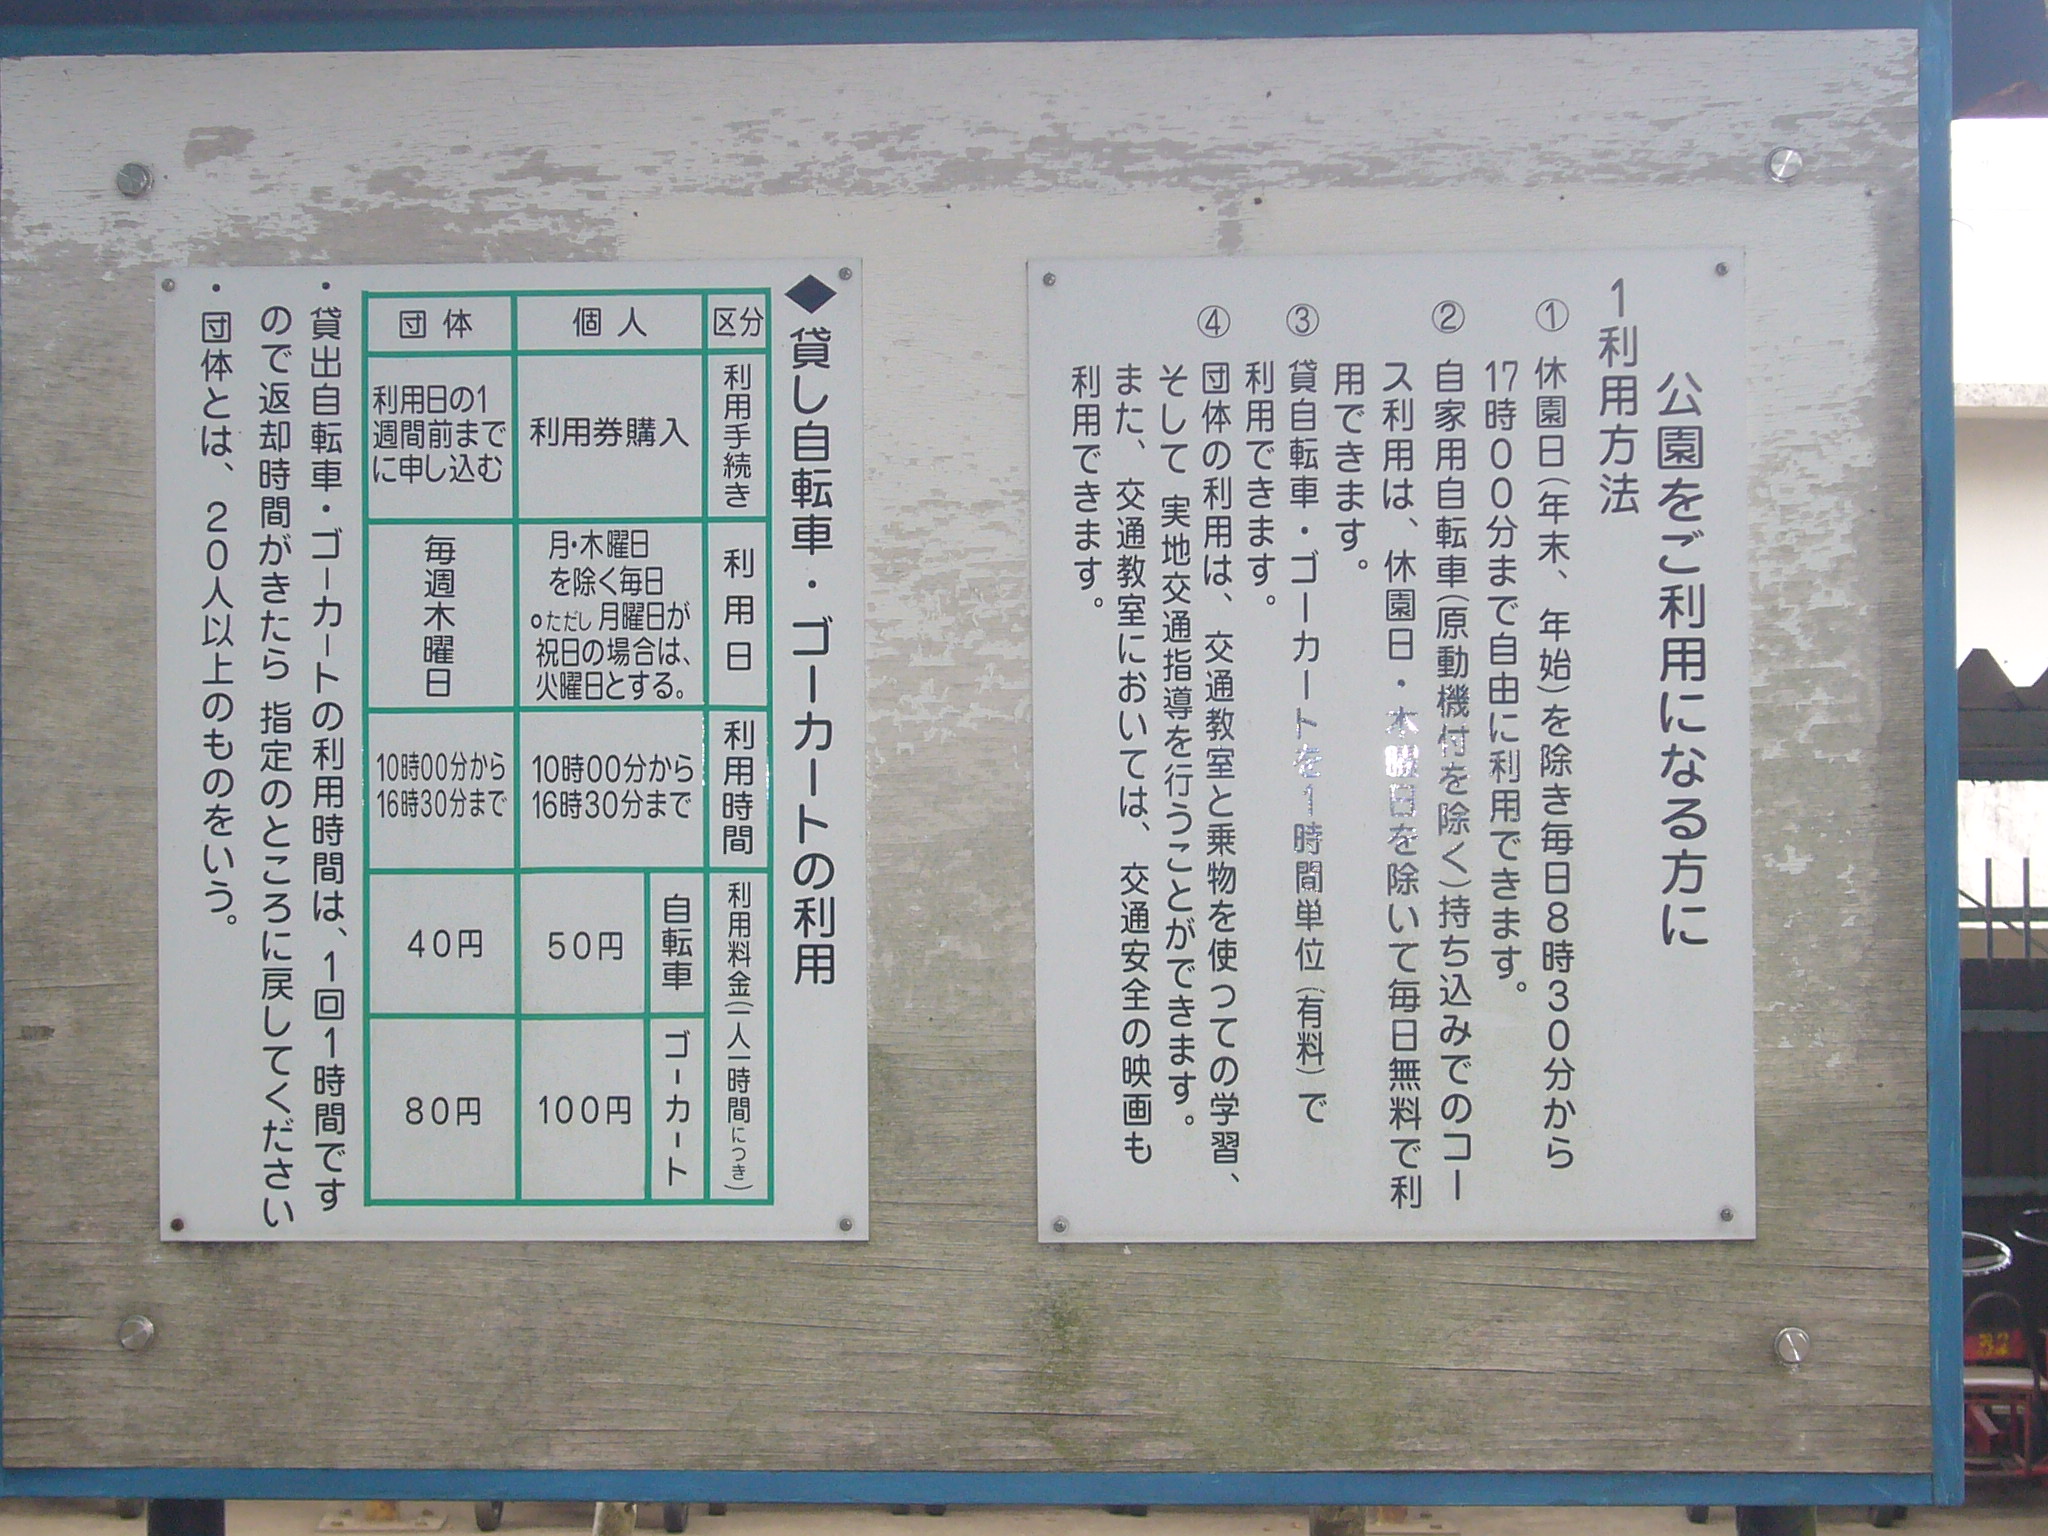 公園をご利用になる方に
1利用方法
① 休園日(年末、年始)を除き毎日8時30分から
17時00分まで自由に利用できます。
② 自家用自転車(原動機付を除く)持ち込みでのコー
ス利用は、休園日・木曜日を除いて毎日無料で利
用できます。
③ 貸自転車・ゴーカートを1時間単位(有料)で
利用できます。
④ 団体の利用は、交通教室と乗物を使つての学習、
そして 実地交通指導を行うことができます。
また、交通教室においては、交通安全の映画も
利用できます。
◆貸し自転車・ゴーカートの利用
区分
利用手続き
利用日
利用時間
利用料金(一人一時間につき)
自転車
ゴーカート
個人
利用券購入
月・木曜日
を除く毎日
。ただし月曜日が
祝日の場合は、
火曜日とする。
10時00分から
16時30分まで
50円
100円
団体
利用日の1
週間前まで
に申し込む
毎週木曜日
10時00分から
16時30分まで
40円
80円
・貸出自転車・ゴーカートの利用時間は、1回1時間です
ので返却時間がきたら 指定のところに戻してください
・団体とは、20人以上のものをいう。